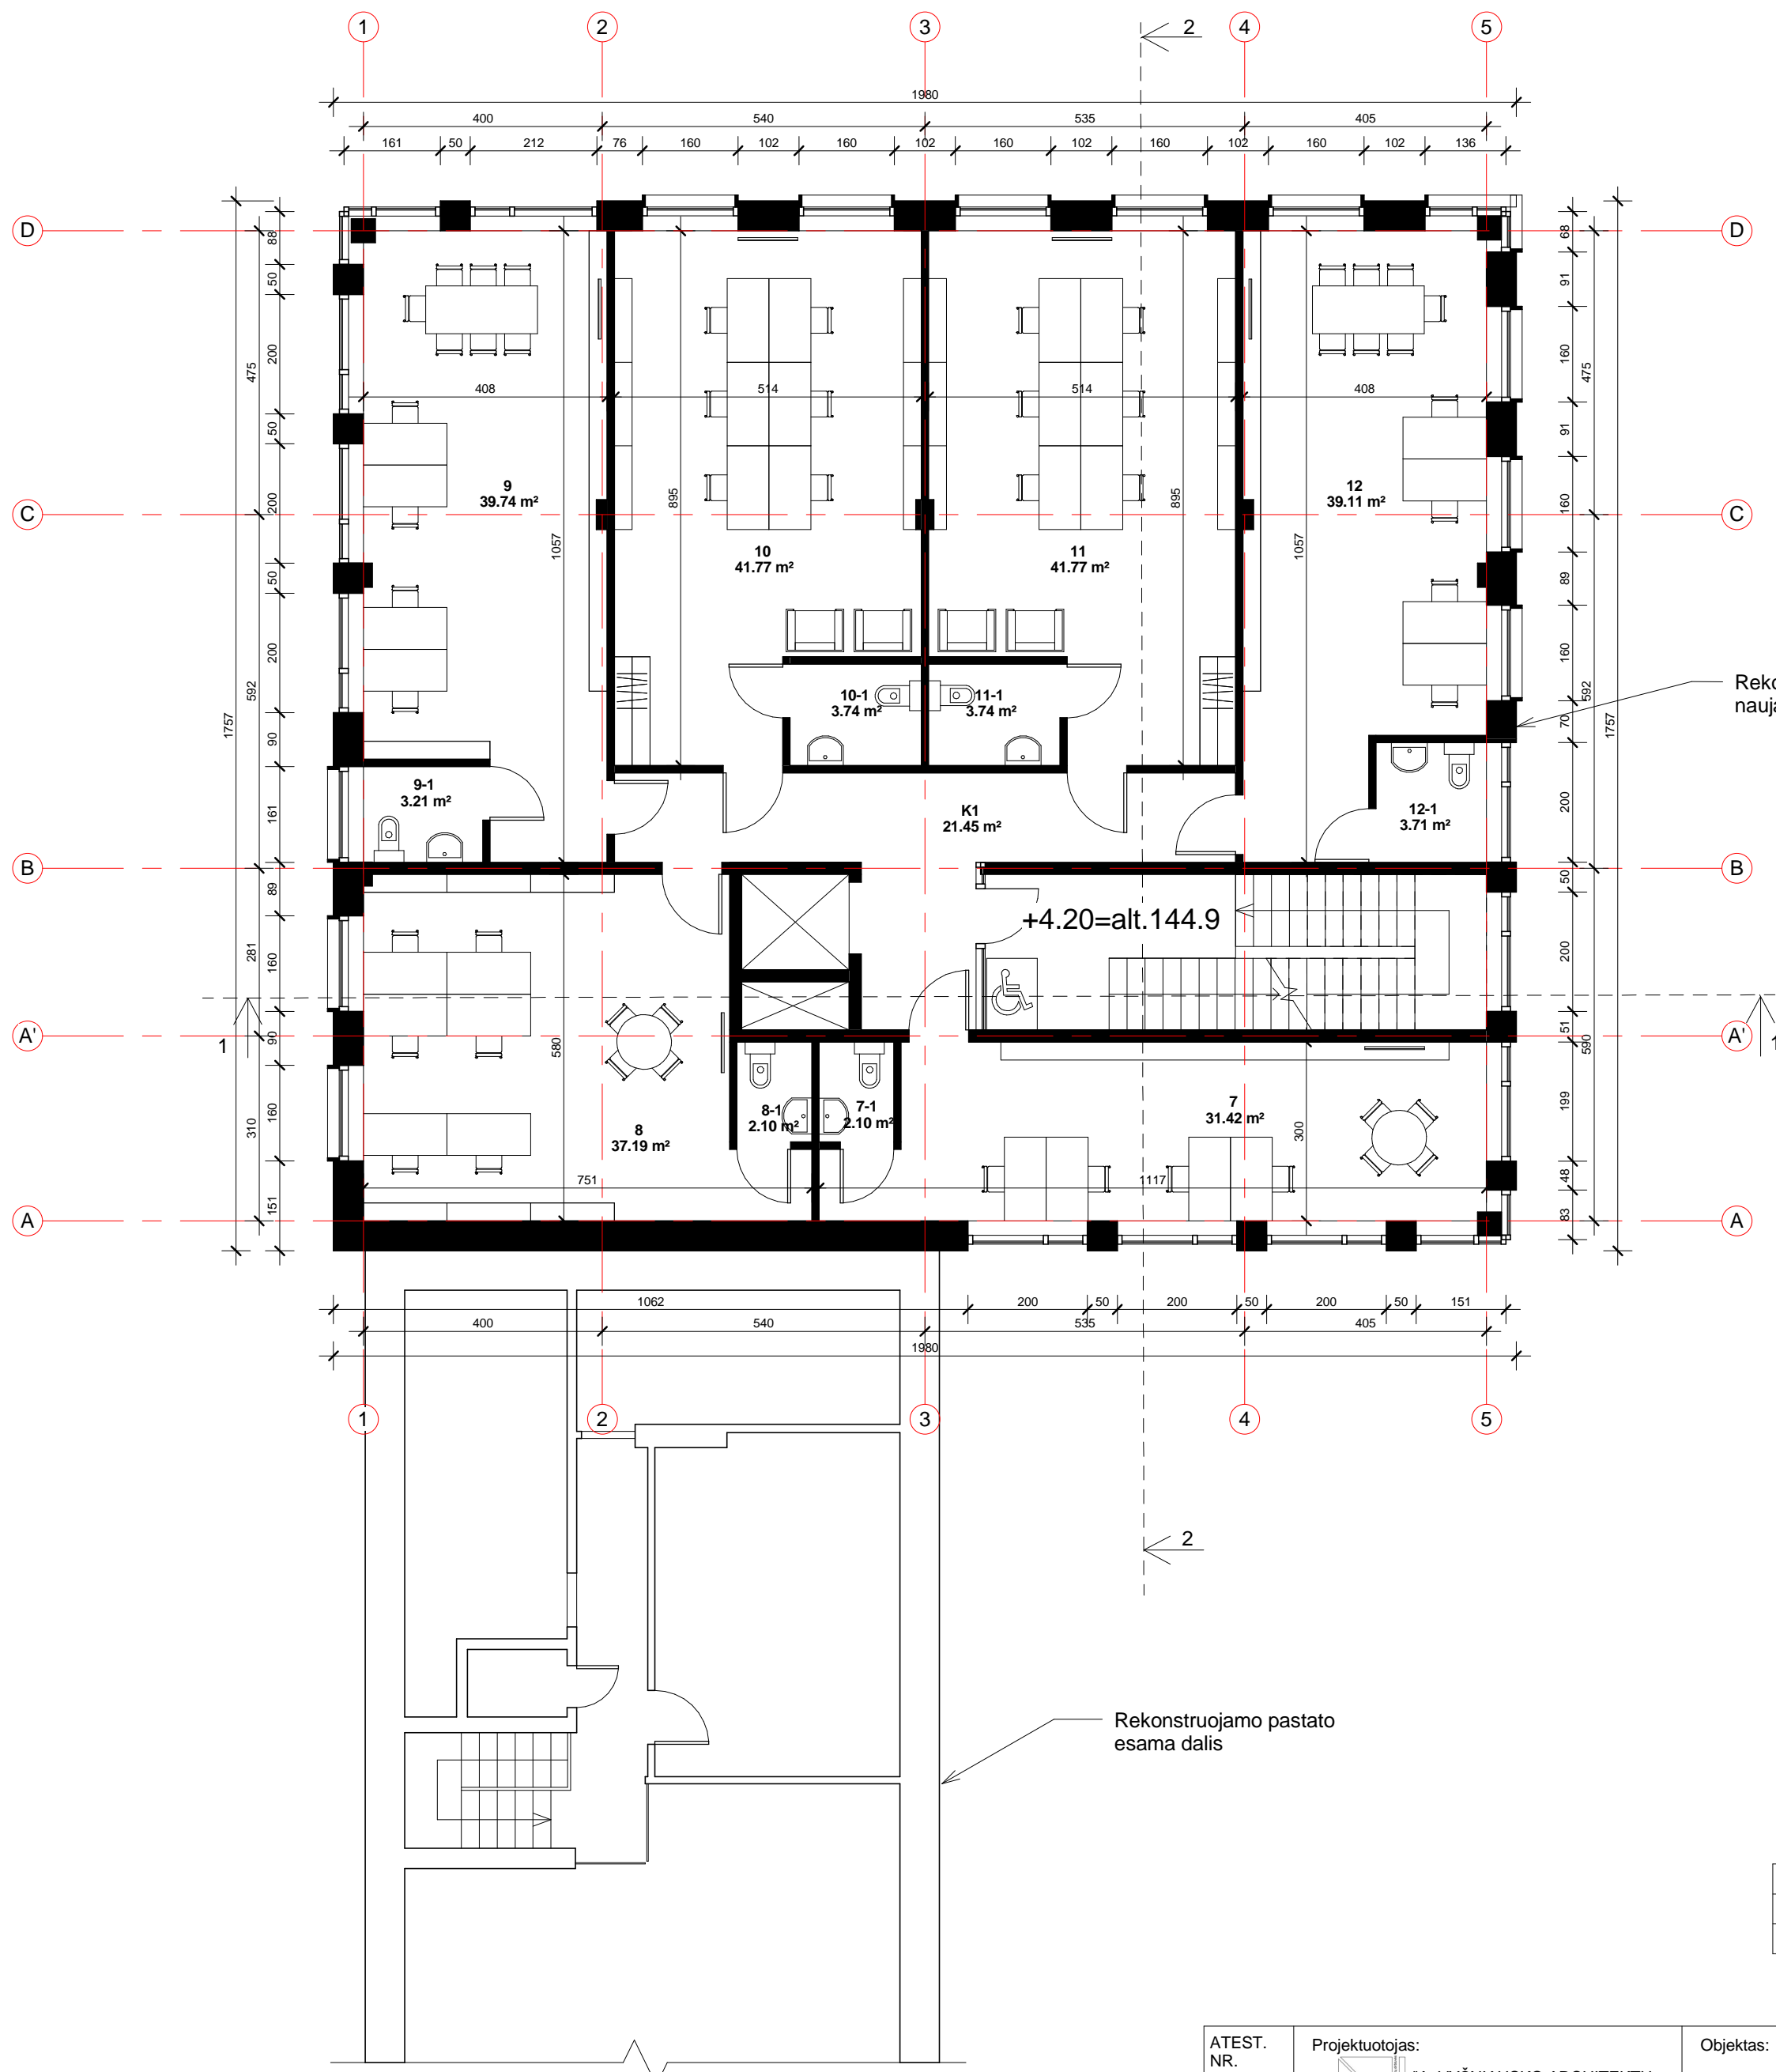 1 2 3 4 5
2
1980
400 540 535 405
161 50 212 76 160 102 160 102 160 102 160 102 160 102 136
D D
88 50 200 50 200 50 200 90 161 89 160 90 160 151
475 592 281 310
1757
68 91 160 91 160 89 160 70 200 50 200 51 199 48 83
475 592 590
1757
408 514 514 408
9
39.74 m²
12
39.11 m²
C C
895 895
1057 1057
10
41.77 m²
11
41.77 m²
10-1
3.74 m²
11-1
3.74 m²
Reko
nauja
9-1
3.21 m²
K1
21.45 m²
12-1
3.71 m²
B B
+4.20=alt.144.9
1 1
A' A'
580
8-1
2.10 m²
7-1
2.10 m²
7
31.42 m²
8
37.19 m²
300
751 1117
A A
1062 200 50 200 50 200 50 151
400 540 535 405
1980
1 2 3 4 5
2
Rekonstruojamo pastato
esama dalis
ATEST.
NR.
Projektuotojas:
Objektas: